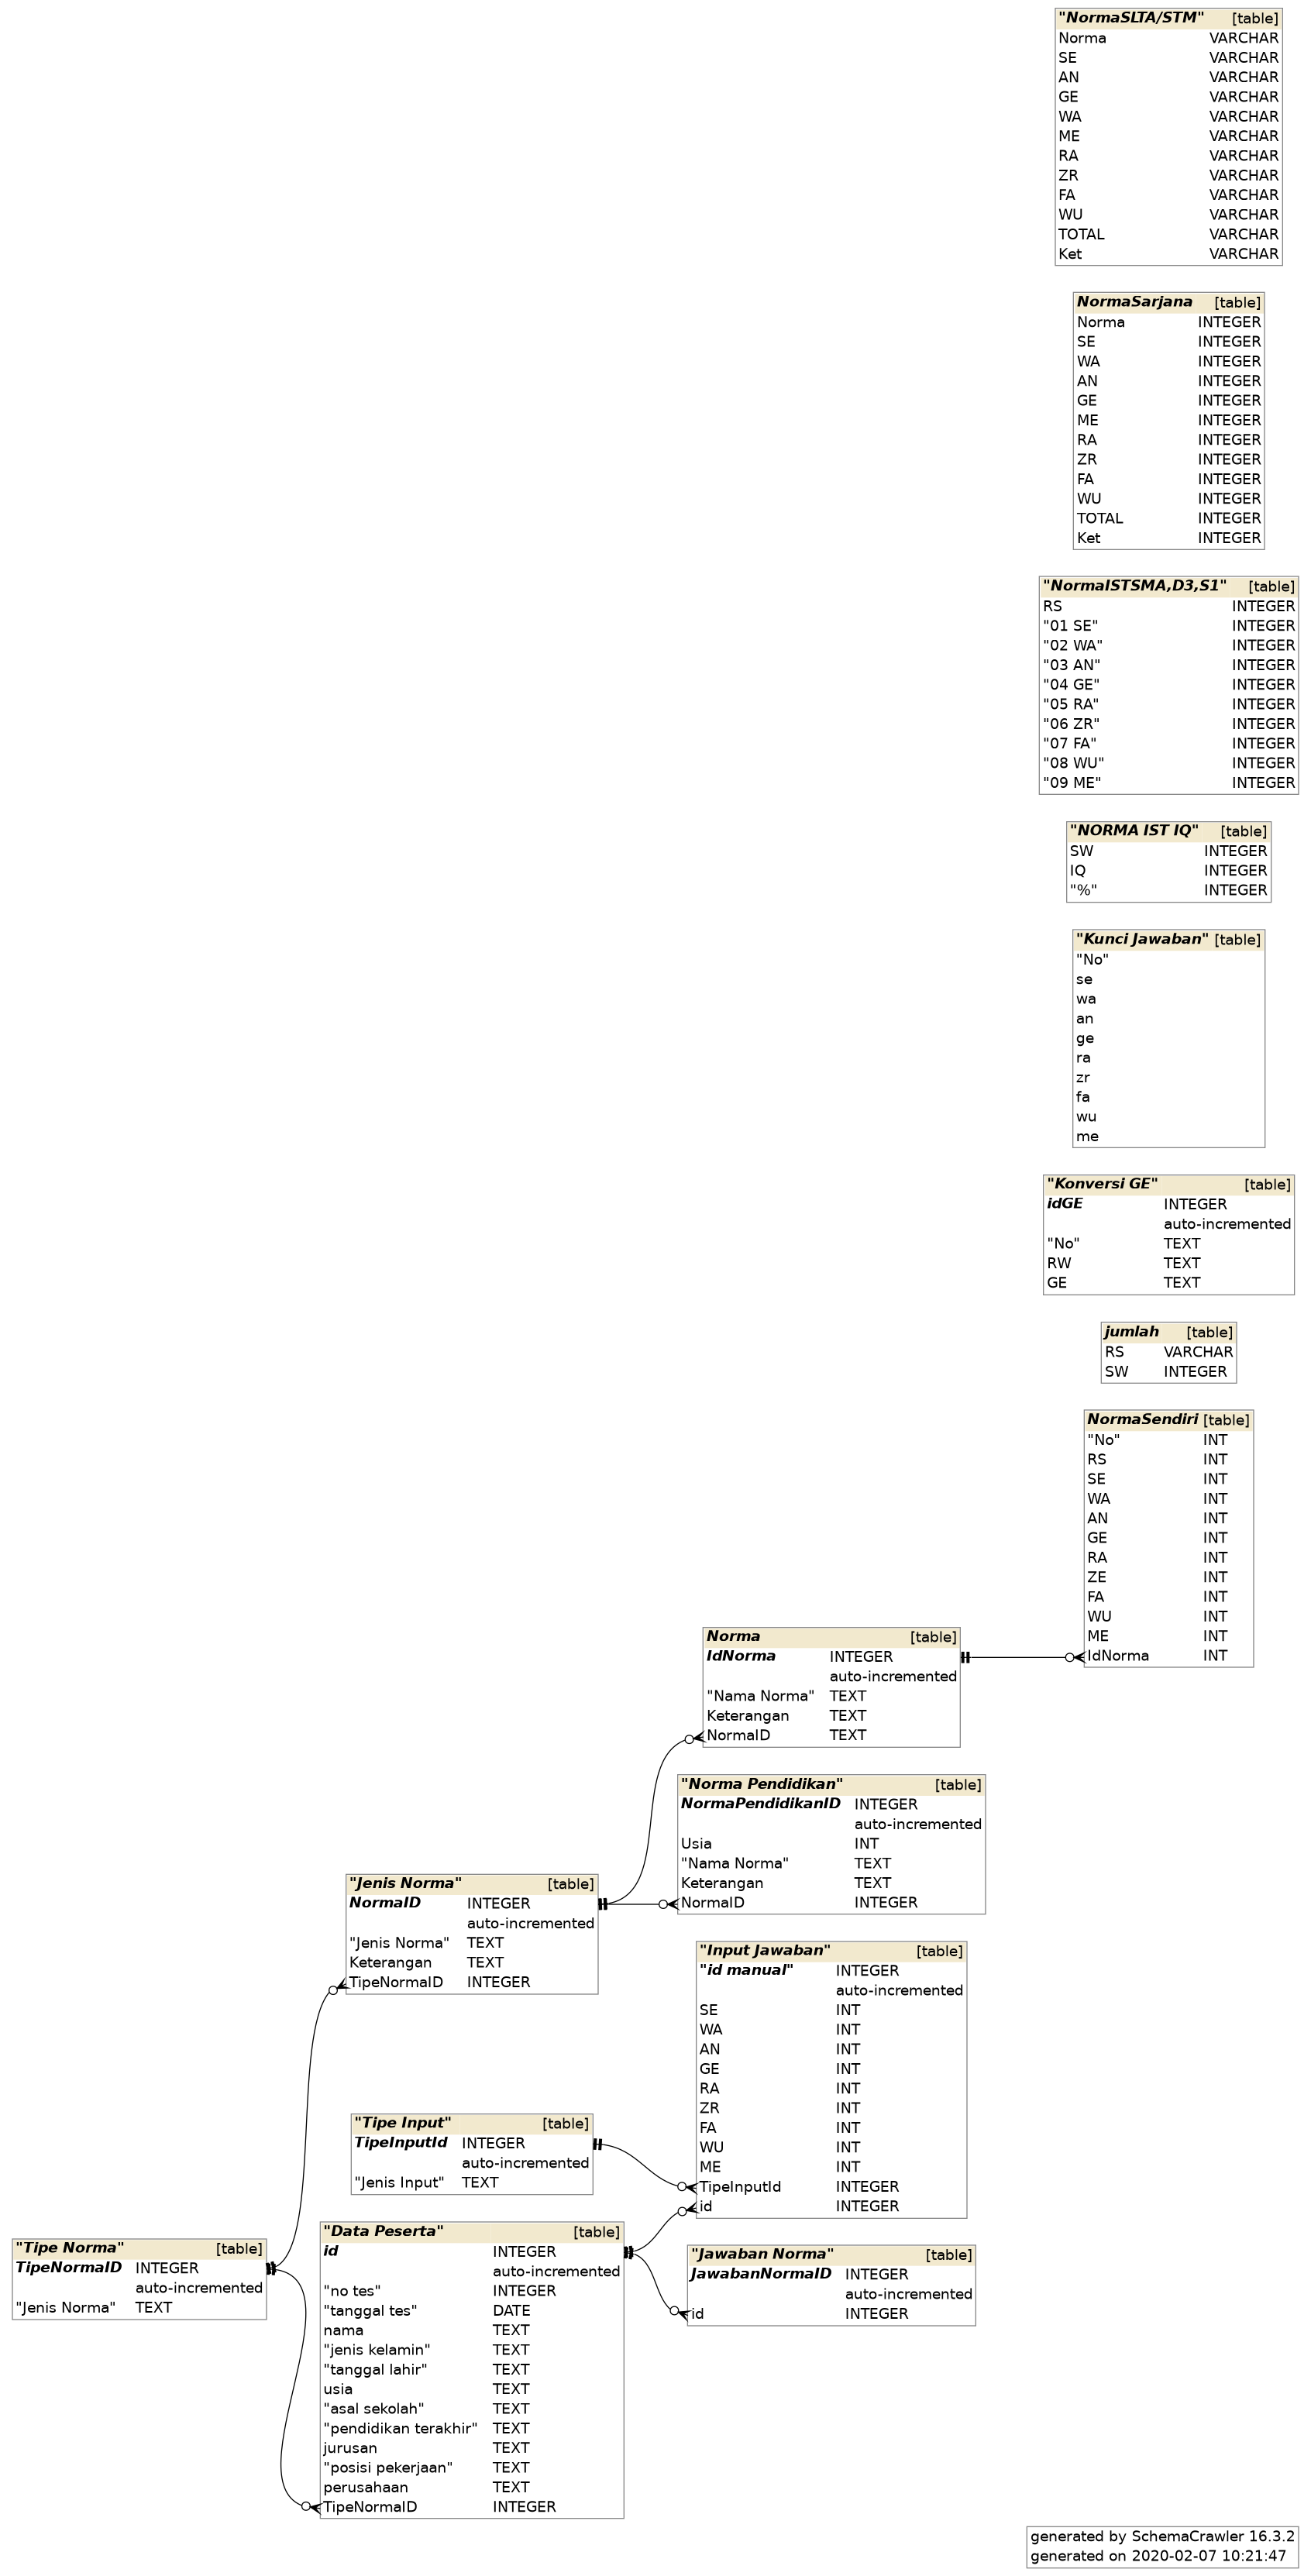 "NormaSLTA/STM" [table]
Norma VARCHAR
SE VARCHAR
AN VARCHAR
GE VARCHAR
WA VARCHAR
ME VARCHAR
RA VARCHAR
ZR VARCHAR
FA VARCHAR
WU VARCHAR
TOTAL VARCHAR
Ket VARCHAR
NormaSarjana [table]
Norma INTEGER
SE INTEGER
WA INTEGER
AN INTEGER
GE INTEGER
ME INTEGER
RA INTEGER
ZR INTEGER
FA INTEGER
WU INTEGER
TOTAL INTEGER
Ket INTEGER
"NormaISTSMA,D3,S1" [table]
RS INTEGER
"01 SE" INTEGER
"02 WA" INTEGER
"03 AN" INTEGER
"04 GE" INTEGER
"05 RA" INTEGER
"06 ZR" INTEGER
"07 FA" INTEGER
"08 WU" INTEGER
"09 ME" INTEGER
"NORMA IST IQ" [table]
SW INTEGER
IQ INTEGER
"%" INTEGER
"Kunci Jawaban" [table]
"No"
se
wa
an
ge
ra
zr
fa
wu
me
"Konversi GE" [table]
idGE INTEGER
auto-incremented
"No" TEXT
RW TEXT
GE TEXT
jumlah [table]
RS VARCHAR
SW INTEGER
NormaSendiri [table]
"No" INT
RS INT
SE INT
WA INT
AN INT
GE INT
RA INT
ZE INT
FA INT
WU INT
ME INT
IdNorma INT
Norma [table]
IdNorma INTEGER
auto-incremented
"Nama Norma" TEXT
Keterangan TEXT
NormaID TEXT
"Norma Pendidikan" [table]
NormaPendidikanID INTEGER
auto-incremented
Usia INT
"Nama Norma" TEXT
Keterangan TEXT
NormaID INTEGER
"Jenis Norma" [table]
NormaID INTEGER
auto-incremented
"Jenis Norma" TEXT
Keterangan TEXT
TipeNormaID INTEGER
"Input Jawaban" [table]
"id manual" INTEGER
auto-incremented
SE INT
WA INT
AN INT
GE INT
RA INT
ZR INT
FA INT
WU INT
ME INT
TipeInputId INTEGER
id INTEGER
"Tipe Input" [table]
TipeInputId INTEGER
auto-incremented
"Jenis Input" TEXT
"Data Peserta" [table]
id INTEGER
auto-incremented
"no tes" INTEGER
"tanggal tes" DATE
nama TEXT
"jenis kelamin" TEXT
"tanggal lahir" TEXT
usia TEXT
"asal sekolah" TEXT
"pendidikan terakhir" TEXT
jurusan TEXT
"posisi pekerjaan" TEXT
perusahaan TEXT
TipeNormaID INTEGER
"Tipe Norma" [table]
TipeNormaID INTEGER
auto-incremented
"Jenis Norma" TEXT
"Jawaban Norma" [table]
JawabanNormaID INTEGER
auto-incremented
id INTEGER
generated by SchemaCrawler 16.3.2
generated on 2020-02-07 10:21:47